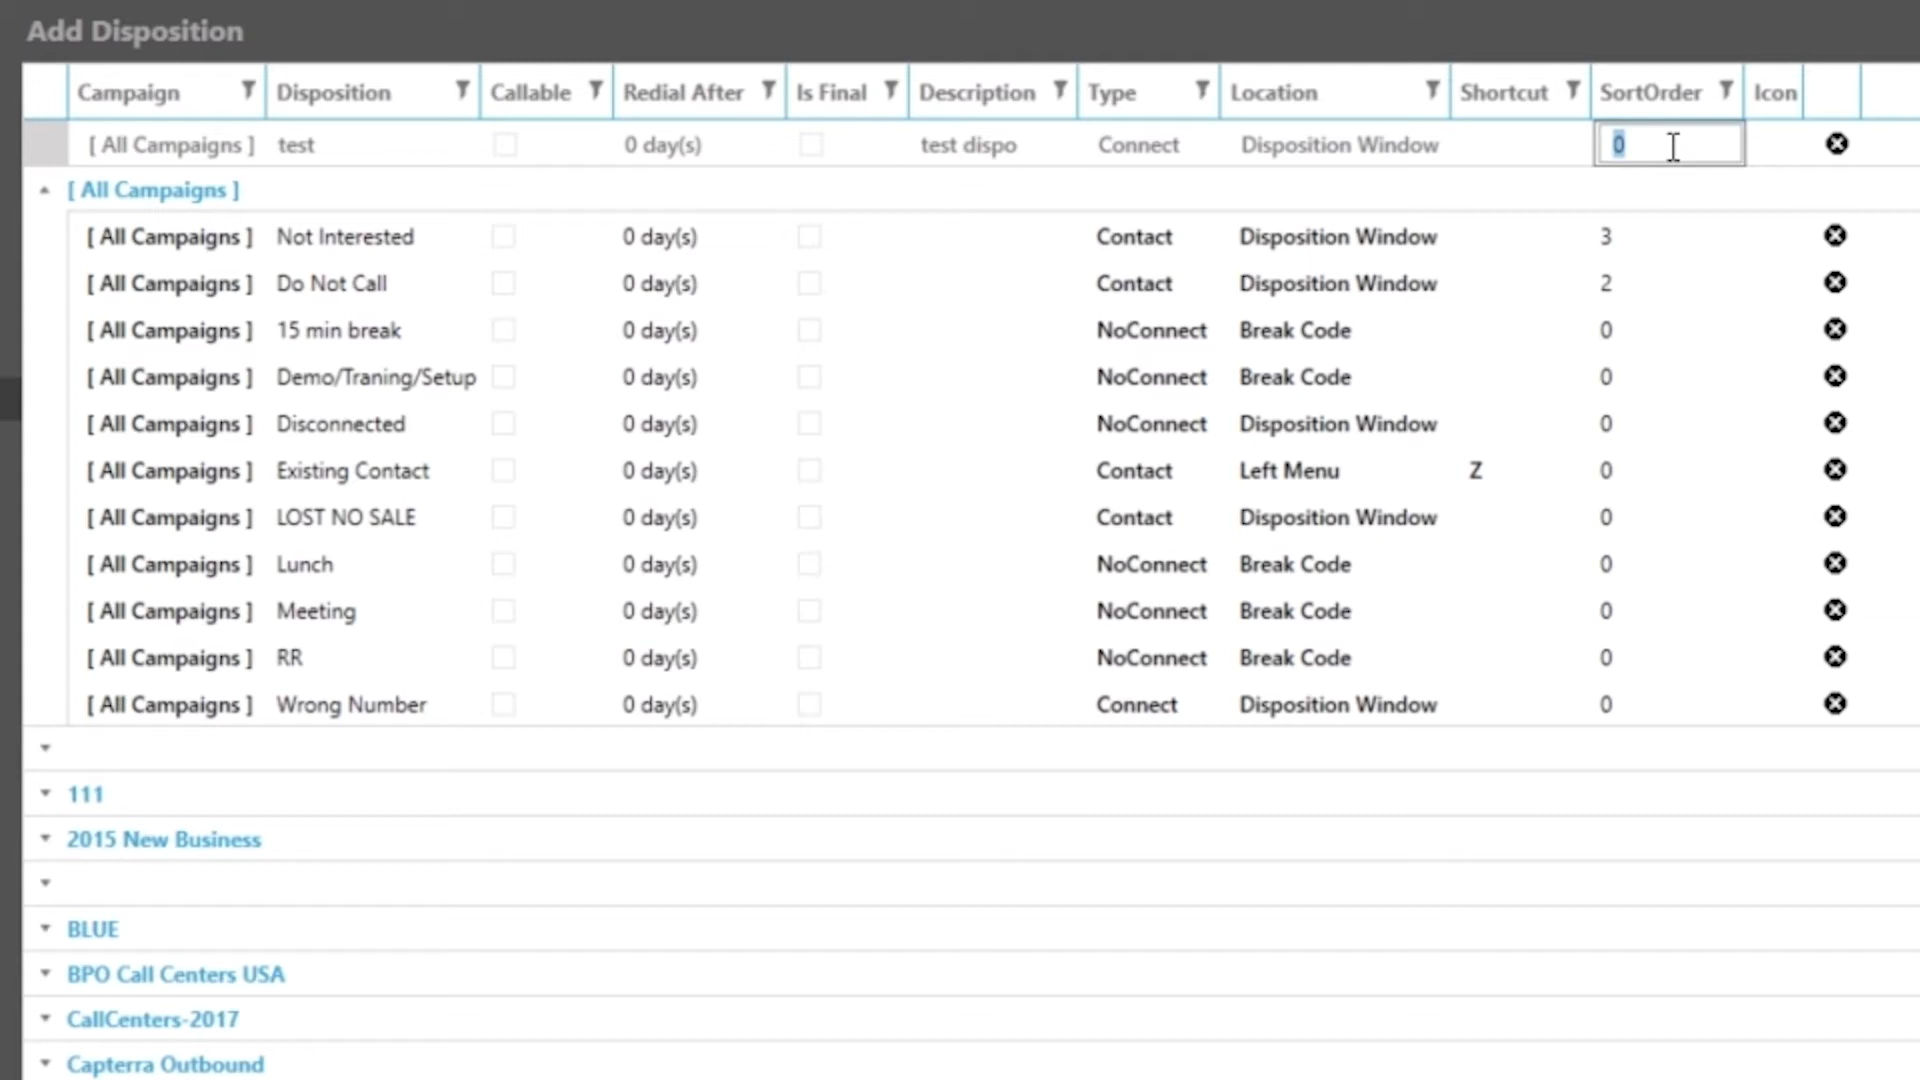 Add Disposition
Campaign Disposition Callable Redial After Is Final Description Type Location Shortcut SortOrder Icon
[ All Campaigns ] test 0 day(s) test dispo Connect Disposition Window 0
[ All Campaigns ]
[ All Campaigns ] Not Interested 0 day(s) Contact Disposition Window 3
[ All Campaigns ] Do Not Call 0 day(s) Contact Disposition Window 2
[ All Campaigns ] 15 min break 0 day(s) NoConnect Break Code 0
[ All Campaigns ] Demo/Traning/Setup 0 day(s) NoConnect Break Code 0
[ All Campaigns ] Disconnected 0 day(s) NoConnect Disposition Window 0
[ All Campaigns ] Existing Contact 0 day(s) Contact Left Menu Z 0
[ All Campaigns ] LOST NO SALE 0 day(s) Contact Disposition Window 0
[ All Campaigns ] Lunch 0 day(s) NoConnect Break Code 0
[ All Campaigns ] Meeting 0 day(s) NoConnect Break Code 0
[ All Campaigns ] RR 0 day(s) NoConnect Break Code 0
[ All Campaigns ] Wrong Number 0 day(s) Connect Disposition Window 0
111
2015 New Business
BLUE
BPO Call Centers USA
CallCenters-2017
Capterra Outbound